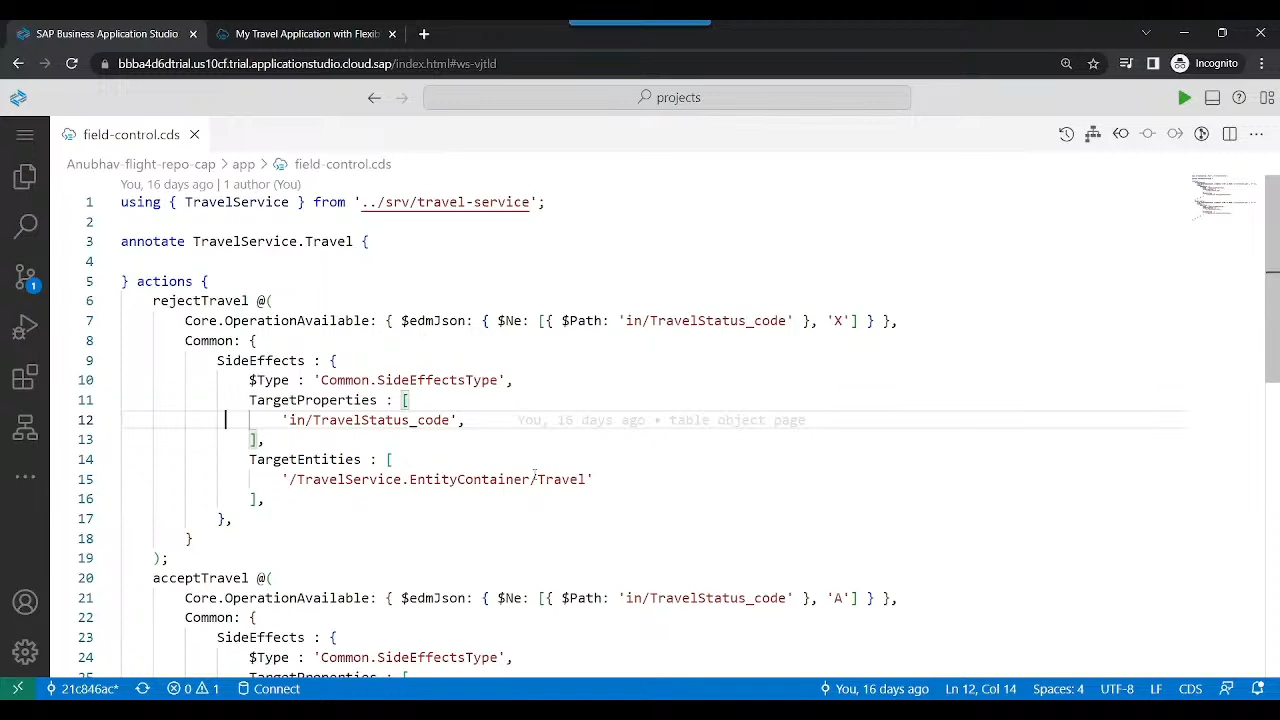 SAP Business Application Studio
My Travel Application with Flexib
bbba4d6dtrial.us10cf.trial.applicationstudio.cloud.sap/index.html#ws-vjtld
Incognito
projects
field-control.cds
Anubhav-flight-repo-cap > app > field-control.cds
You, 16 days ago | 1 author (You)
1 using { TravelService } from '../srv/travel-service';
2
3 annotate TravelService.Travel {
4
5 } actions {
6 rejectTravel @(
7 Core.OperationAvailable: { $edmJson: { $Ne: [{ $Path: 'in/TravelStatus_code' }, 'X'] } },
8 Common: {
9 SideEffects : {
10 $Type : 'Common.SideEffectsType',
11 TargetProperties : [
12 'in/TravelStatus_code', You, 16 days ago • table object page
13 ],
14 TargetEntities : [
15 '/TravelService.EntityContainer/Travel'
16 ],
17 },
18 }
19 );
20 acceptTravel @(
21 Core.OperationAvailable: { $edmJson: { $Ne: [{ $Path: 'in/TravelStatus_code' }, 'A'] } },
22 Common: {
23 SideEffects : {
24 $Type : 'Common.SideEffectsType',
25 TargetProperties : [
1
21c846ac* 0 1 Connect You, 16 days ago Ln 12, Col 14 Spaces: 4 UTF-8 LF CDS